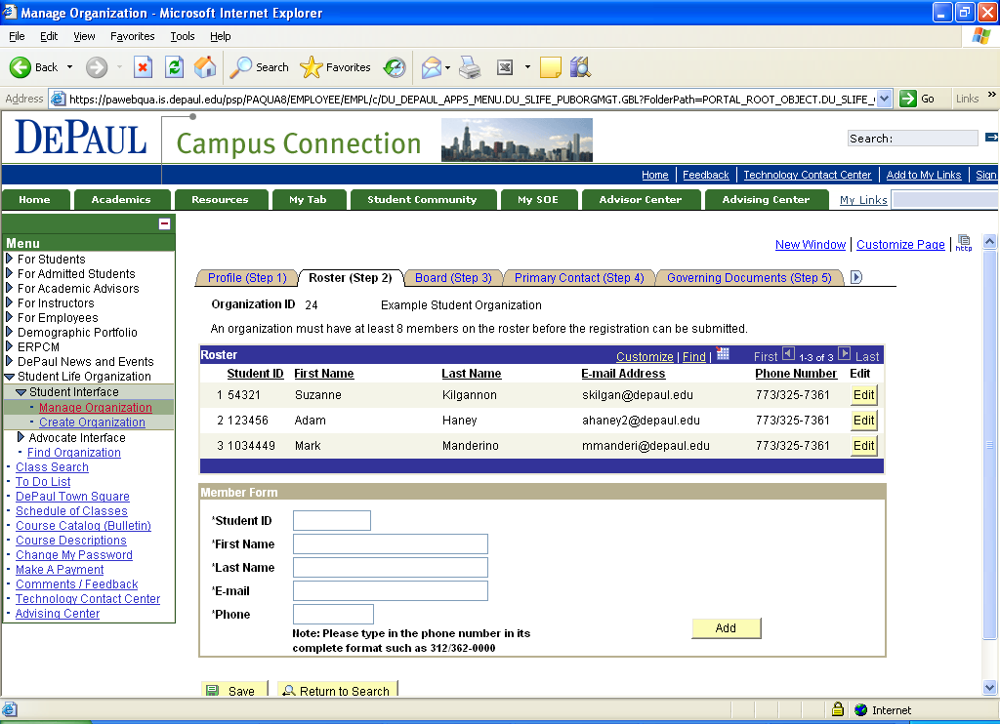 Manage Organization - Microsoft Internet Explorer
File Edit View Favorites Tools Help
Back Search Favorites
Address https://pawebqua.is.depaul.edu/psp/PAQUA8/EMPLOYEE/EMPL/c/DU_DEPAUL_APPS_MENU.DU_SLIFE_PUBORGMGT.GBL?FolderPath=PORTAL_ROOT_OBJECT.DU_SLIFE_ Go Links »
DEPAUL Campus Connection Search:
Home Feedback Technology Contact Center Add to My Links Sign
Home Academics Resources My Tab Student Community My SOE Advisor Center Advising Center My Links
Menu
For Students
For Admitted Students
For Academic Advisors
For Instructors
For Employees
Demographic Portfolio
ERPCM
DePaul News and Events
Student Life Organization
Student Interface
Manage Organization
Create Organization
Advocate Interface
Find Organization
Class Search
To Do List
DePaul Town Square
Schedule of Classes
Course Catalog (Bulletin)
Course Descriptions
Change My Password
Make A Payment
Comments / Feedback
Technology Contact Center
Advising Center
New Window | Customize Page | http
Profile (Step 1) Roster (Step 2) Board (Step 3) Primary Contact (Step 4) Governing Documents (Step 5)
Organization ID 24 Example Student Organization
An organization must have at least 8 members on the roster before the registration can be submitted.
Roster Customize | Find | First 1-3 of 3 Last
Student ID First Name Last Name E-mail Address Phone Number Edit
1 54321 Suzanne Kilgannon skilgan@depaul.edu 773/325-7361 Edit
2 123456 Adam Haney ahaney2@depaul.edu 773/325-7361 Edit
3 1034449 Mark Manderino mmanderi@depaul.edu 773/325-7361 Edit
Member Form
*Student ID
*First Name
*Last Name
*E-mail
*Phone
Note: Please type in the phone number in its
complete format such as 312/362-0000
Add
Save Return to Search
Internet